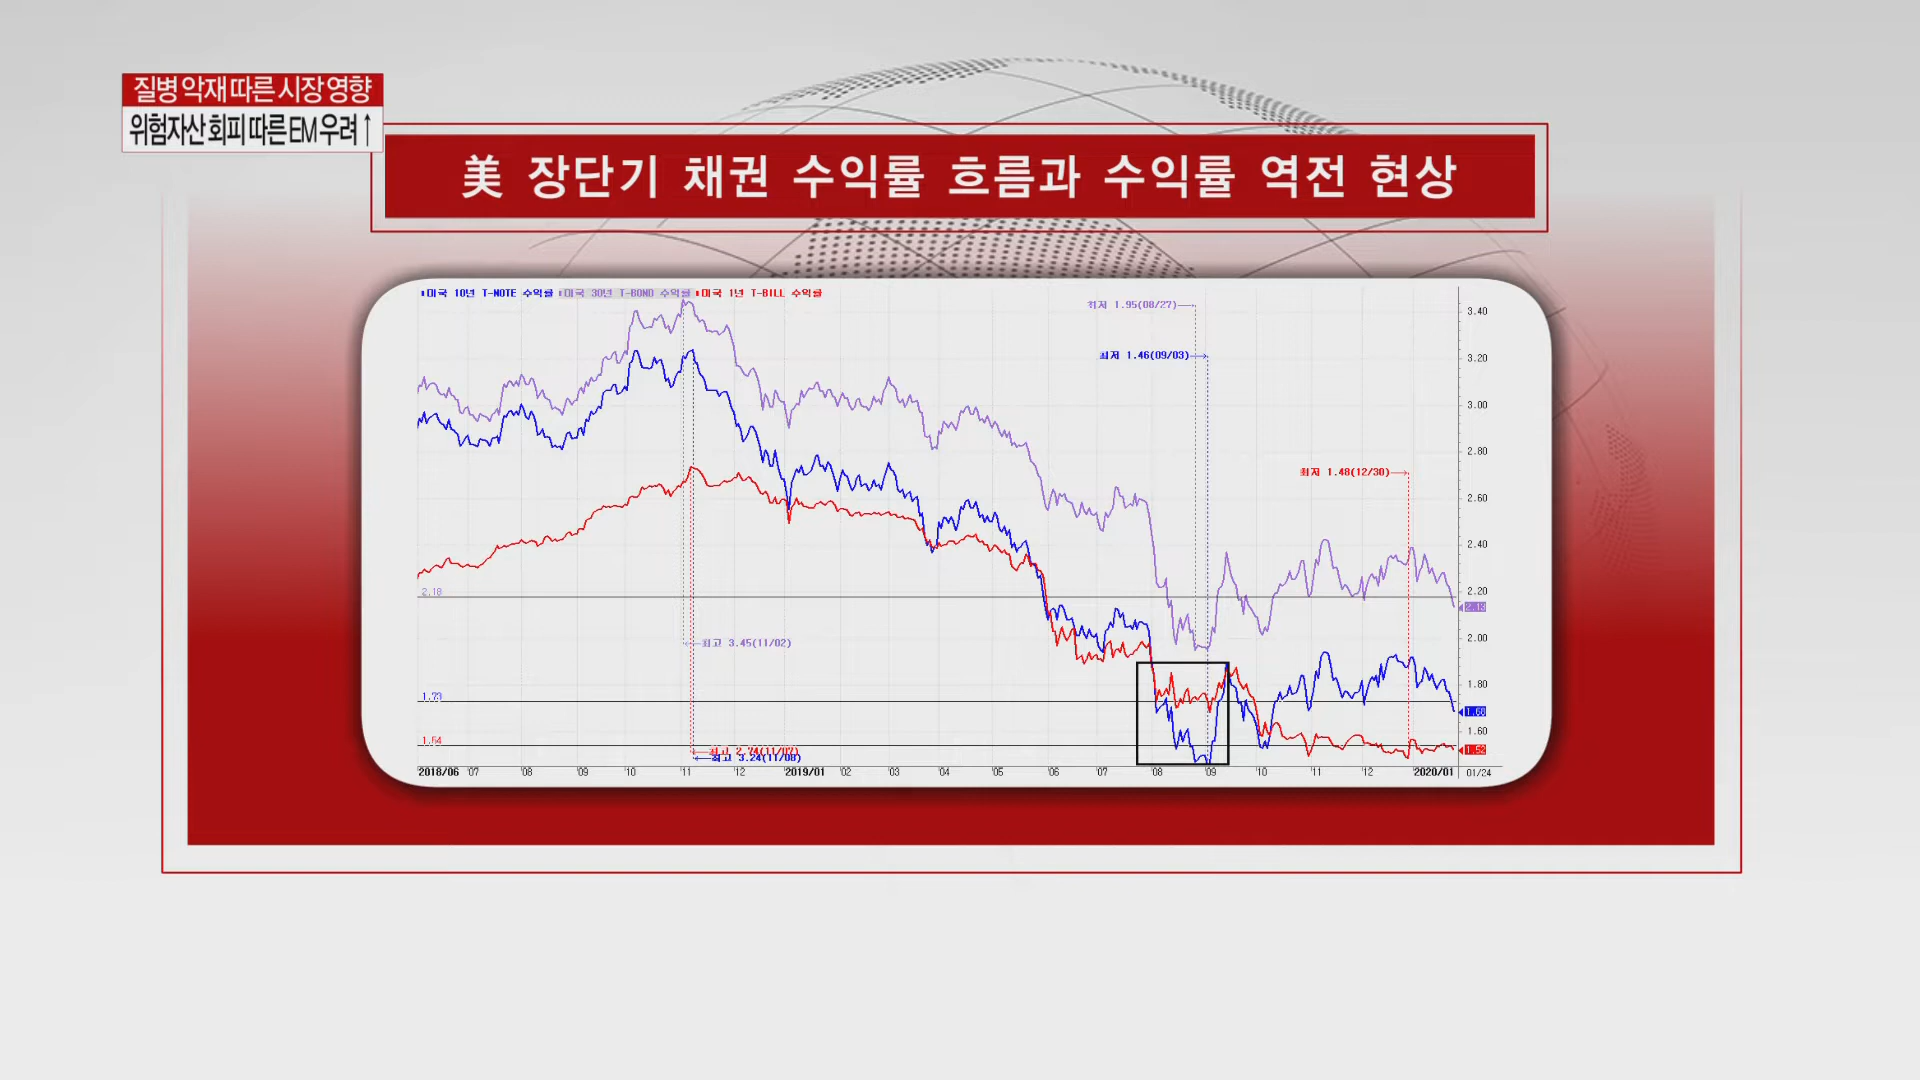 질병 악재 따른 시장 영향
위험자산 회피 따른 EM 우려↑
美 장단기 채권 수익률 흐름과 수익률 역전 현상
미국 10년 T-NOTE 수익률 미국 30년 T-BOND 수익률 미국 1년 T-BILL 수익률
최저 1.95(08/27)
최저 1.46(09/03)
최저 1.48(12/30)
3.40
3.20
3.00
2.80
2.60
2.40
2.20
2.00
1.80
1.60
2.18
2.13
최고 3.45(11/02)
1.73
1.68
1.54
1.52
최고 2.74(11/07)
최고 3.24(11/08)
2018/06 '07 '08 '09 '10 '11 '12 2019/01 '02 '03 '04 '05 '06 '07 '08 '09 '10 '11 '12 2020/01 01/24